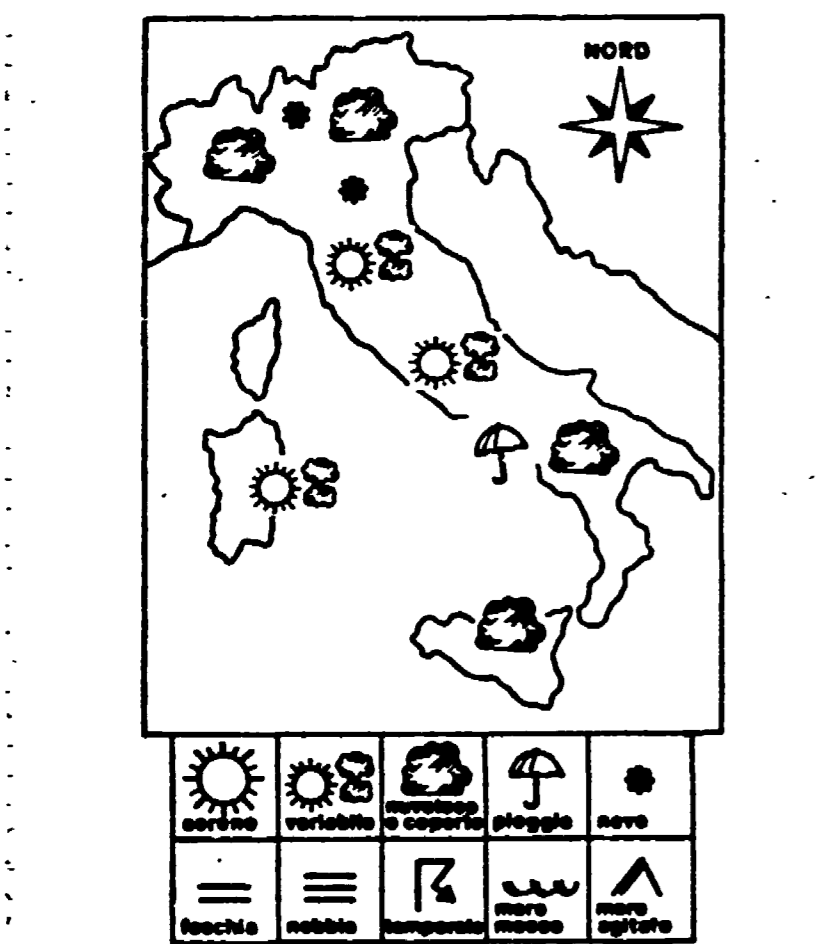 NORD
sereno
variabile
nuvoloso
o coperto
pioggia
neve
foschia
nebbia
temporale
mare
mosso
mare
agitato